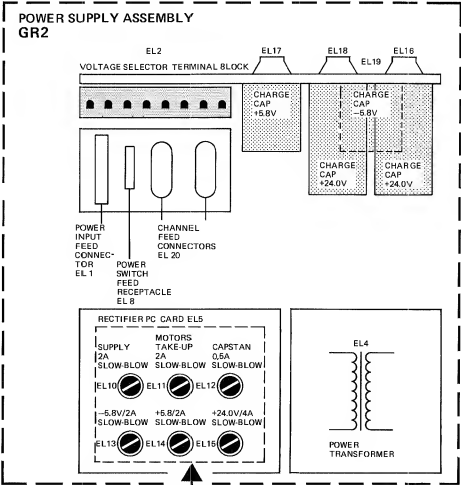 POWER SUPPLY ASSEMBLY
GR2
EL2
VOLTAGE SELECTOR TERMINAL BLOCK
EL17
EL18
EL19
EL16
CHARGE
CAP
+5.8V
CHARGE
CAP
−5.8V
CHARGE
CAP
+24.0V
CHARGE
CAP
+24.0V
POWER
INPUT
FEED
CONNEC-
TOR
EL 1
POWER
SWITCH
FEED
RECEPTACLE
EL 8
CHANNEL
FEED
CONNECTORS
EL 20
RECTIFIER PC CARD EL5
SUPPLY
2A
SLOW-BLOW
MOTORS
TAKE-UP
2A
SLOW-BLOW
CAPSTAN
0,5A
SLOW-BLOW
EL10
EL11
EL12
−5.8V/2A
SLOW-BLOW
+5.8/2A
SLOW-BLOW
+24.0V/4A
SLOW-BLOW
EL13
EL14
EL15
EL4
POWER
TRANSFORMER